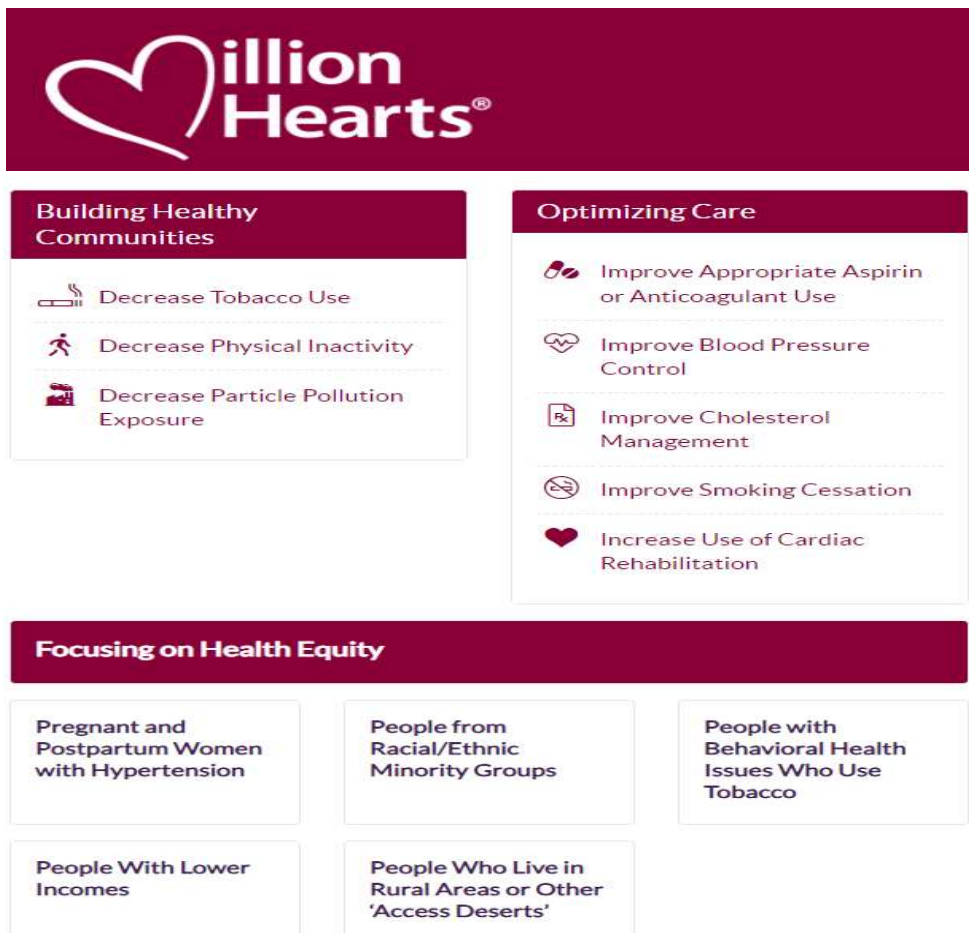 illion
Hearts®
Building Healthy
Communities
Decrease Tobacco Use
Decrease Physical Inactivity
Decrease Particle Pollution
Exposure
Optimizing Care
Improve Appropriate Aspirin
or Anticoagulant Use
Improve Blood Pressure
Control
Rx
Improve Cholesterol
Management
Improve Smoking Cessation
Increase Use of Cardiac
Rehabilitation
Focusing on Health Equity
Pregnant and
Postpartum Women
with Hypertension
People from
Racial/Ethnic
Minority Groups
People with
Behavioral Health
Issues Who Use
Tobacco
People With Lower
Incomes
People Who Live in
Rural Areas or Other
‘Access Deserts’